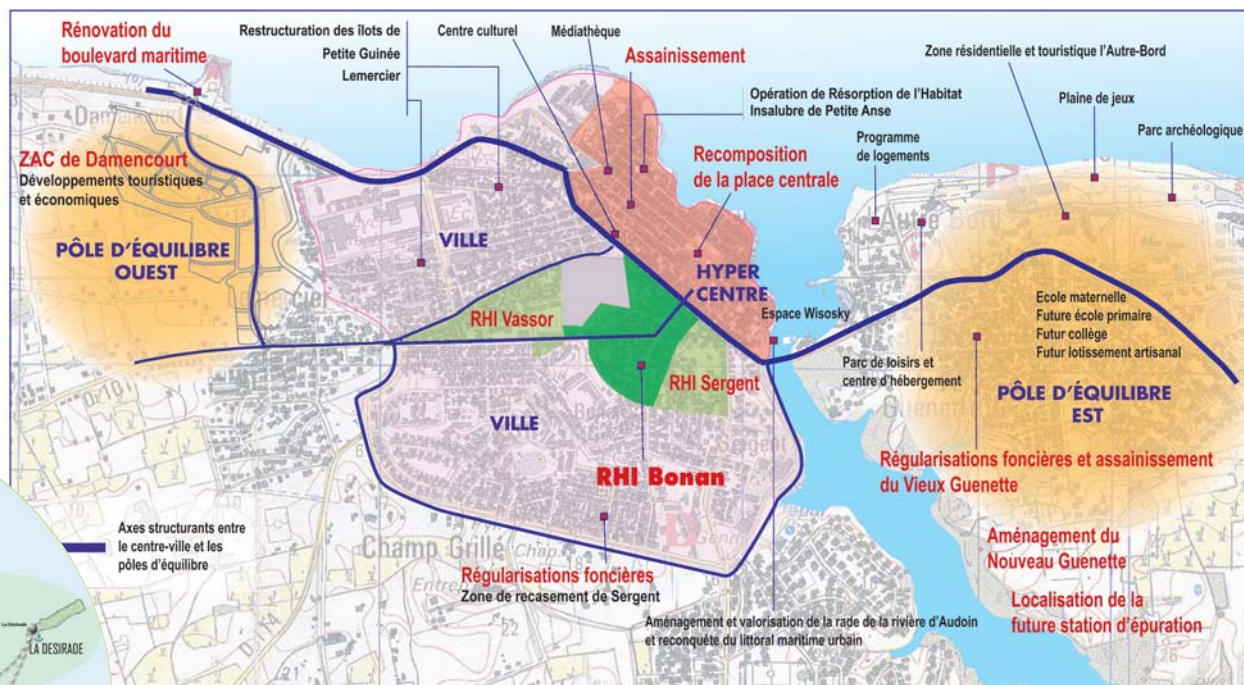 Rénovation du
boulevard maritime
Restructuration des îlots de
Petite Guinée
Lemercier
Centre culturel
Médiathèque
Assainissement
Opération de Résorption de l'Habitat
Insalubre de Petite Anse
Zone résidentielle et touristique l'Autre-Bord
Plaine de jeux
Parc archéologique
Programme
de logements
Recomposition
de la place centrale
Damencourt
ZAC de Damencourt
Développements touristiques
et économiques
PÔLE D'ÉQUILIBRE
OUEST
VILLE
HYPER
CENTRE
Lemercier
RHI Vassor
Espace Wisosky
Ecole maternelle
Future école primaire
Futur collège
Futur lotissement artisanal
Parc de loisirs et
centre d'hébergement
RHI Sergent
PÔLE D'ÉQUILIBRE
EST
VILLE
Sergent
RHI Bonan
Régularisations foncières et assainissement
du Vieux Guenette
Axes structurants entre
le centre-ville et les
pôles d'équilibre
Champ Grillé
Chap.
Régularisations foncières
Zone de recasement de Sergent
Aménagement du
Nouveau Guenette
Localisation de la
future station d'épuration
Aménagement et valorisation de la rade de la rivière d'Audoin
et reconquête du littoral maritime urbain
La Désirade
LA DESIRADE
D 114